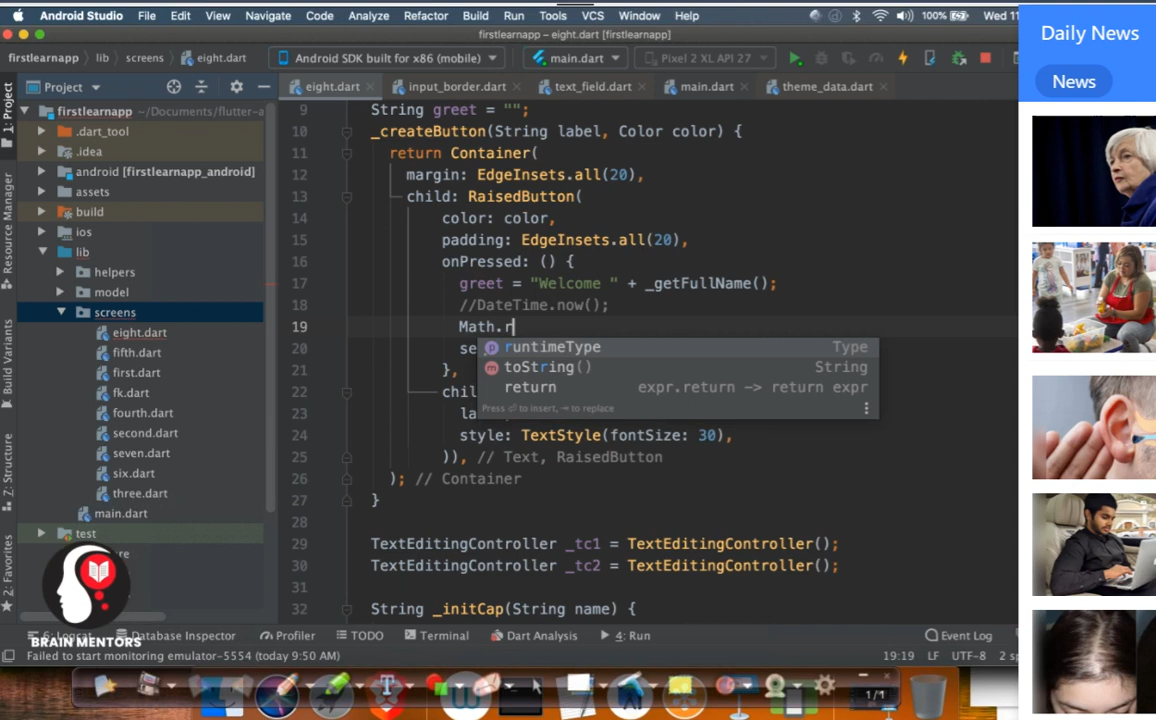 Android Studio File Edit View Navigate Code Analyze Refactor Build Run Tools VCS Window Help 100% Wed 11
firstlearnapp – eight.dart [firstlearnapp]
firstlearnapp lib screens eight.dart Android SDK built for x86 (mobile) main.dart Pixel 2 XL API 27
Project eight.dart input_border.dart text_field.dart main.dart theme_data.dart
1: Project
Resource Manager
Build Variants
7: Structure
2: Favorites
firstlearnapp ~/Documents/flutter-a
.dart_tool
.idea
android [firstlearnapp_android]
assets
build
ios
lib
helpers
model
screens
eight.dart
fifth.dart
first.dart
fk.dart
fourth.dart
second.dart
seven.dart
six.dart
three.dart
main.dart
test
BRAIN MENTORS
9 String greet = "";
10 _createButton(String label, Color color) {
11 return Container(
12 margin: EdgeInsets.all(20),
13 child: RaisedButton(
14 color: color,
15 padding: EdgeInsets.all(20),
16 onPressed: () {
17 greet = "Welcome " + _getFullName();
18 //DateTime.now();
19 Math.r
20 se
21 },
22 chil
23 la
24 style: TextStyle(fontSize: 30),
25 )), // Text, RaisedButton
26 ); // Container
27 }
28
29 TextEditingController _tc1 = TextEditingController();
30 TextEditingController _tc2 = TextEditingController();
31
32 String _initCap(String name) {
p runtimeType Type
m toString() String
return expr.return -> return expr
Press ⏎ to insert, ⇥ to replace
6: Logcat Database Inspector Profiler TODO Terminal Dart Analysis 4: Run Event Log
Failed to start monitoring emulator-5554 (today 9:50 AM) 19:19 LF UTF-8 2 sp
1/1
Daily News
News